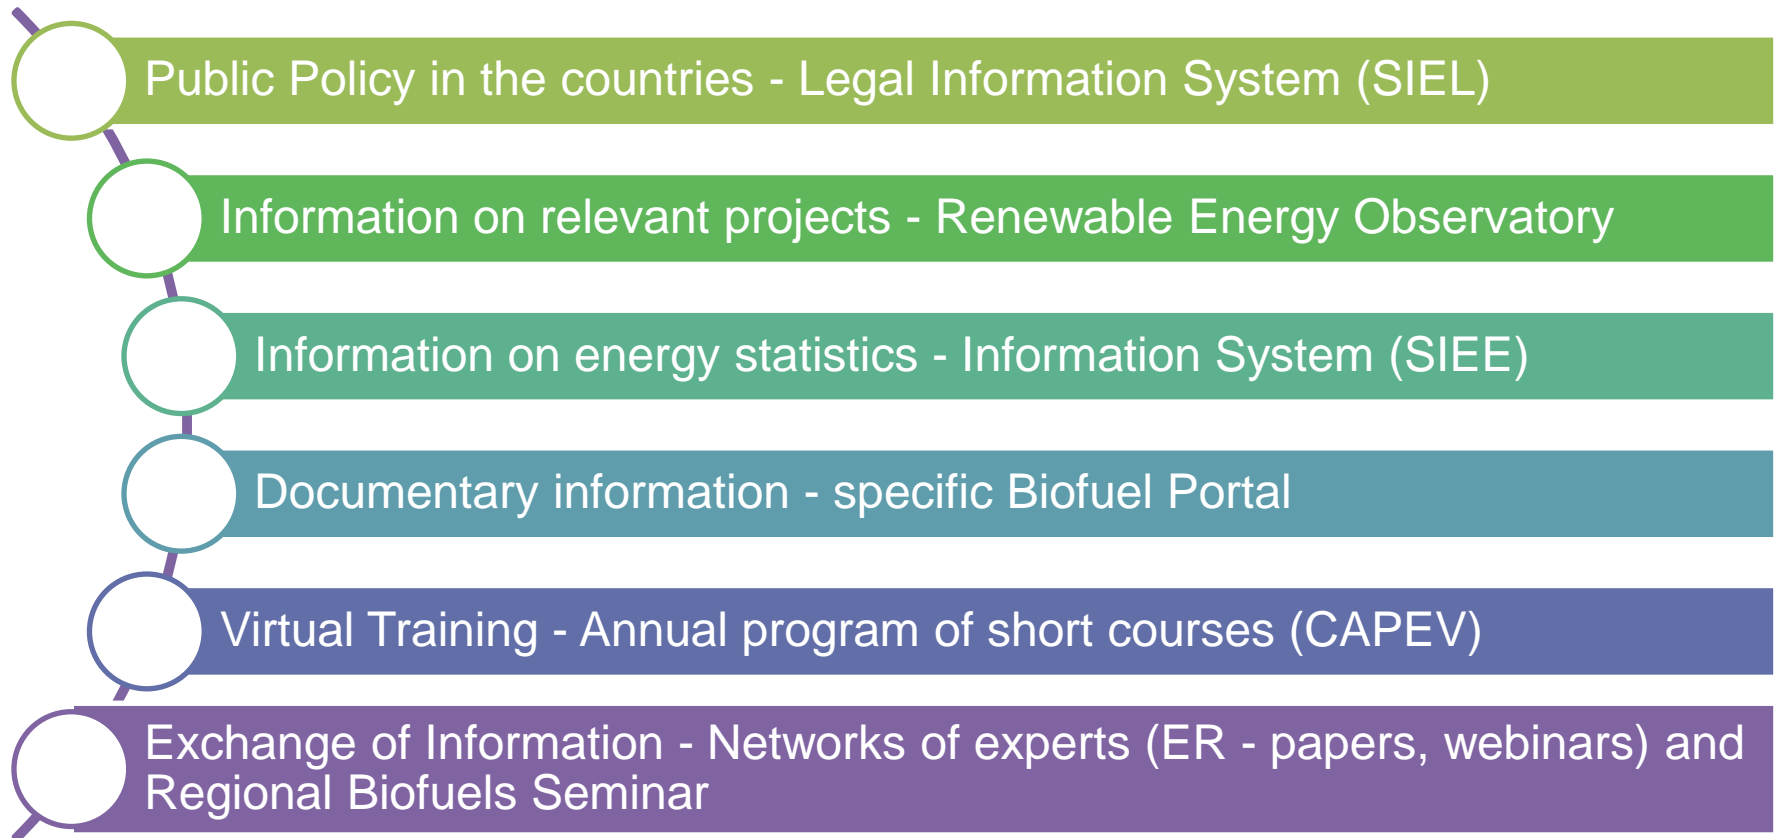 Public Policy in the countries - Legal Information System (SIEL)
Information on relevant projects - Renewable Energy Observatory
Information on energy statistics - Information System (SIEE)
Documentary information - specific Biofuel Portal
Virtual Training - Annual program of short courses (CAPEV)
Exchange of Information - Networks of experts (ER - papers, webinars) and
Regional Biofuels Seminar